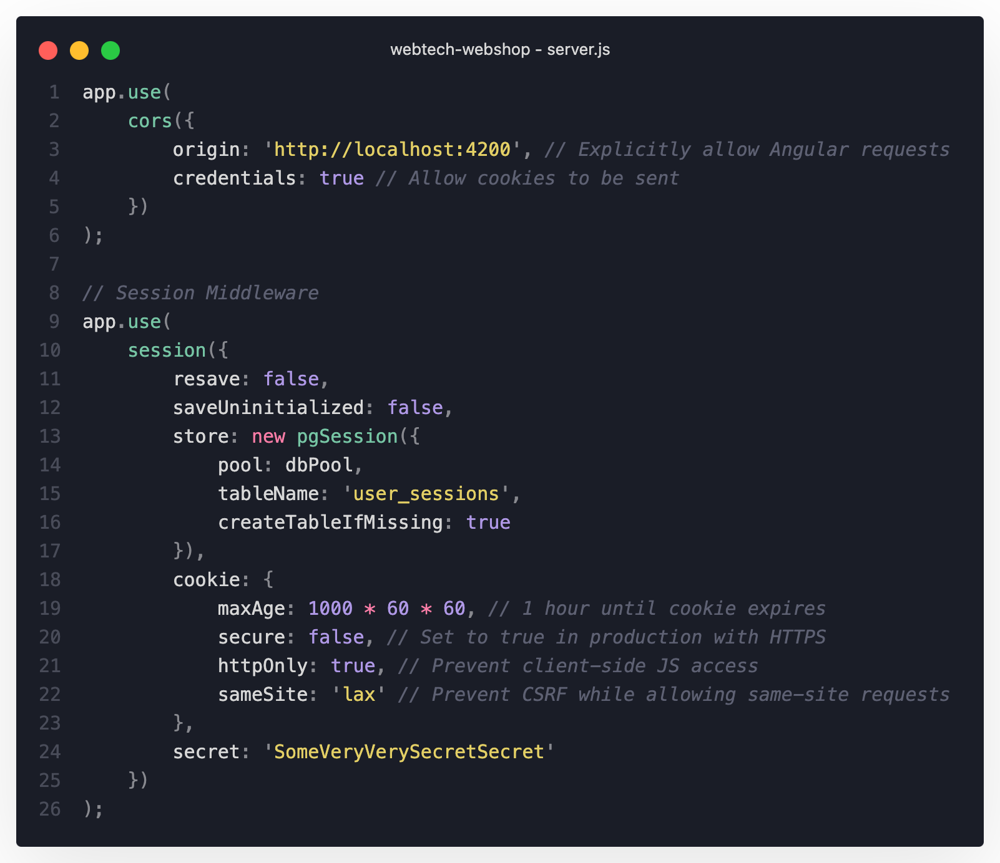 webtech-webshop - server.js
1 app.use(
2     cors({
3         origin: 'http://localhost:4200', // Explicitly allow Angular requests
4         credentials: true // Allow cookies to be sent
5     })
6 );
7
8 // Session Middleware
9 app.use(
10     session({
11         resave: false,
12         saveUninitialized: false,
13         store: new pgSession({
14             pool: dbPool,
15             tableName: 'user_sessions',
16             createTableIfMissing: true
17         }),
18         cookie: {
19             maxAge: 1000 * 60 * 60, // 1 hour until cookie expires
20             secure: false, // Set to true in production with HTTPS
21             httpOnly: true, // Prevent client-side JS access
22             sameSite: 'lax' // Prevent CSRF while allowing same-site requests
23         },
24         secret: 'SomeVeryVerySecretSecret'
25     })
26 );